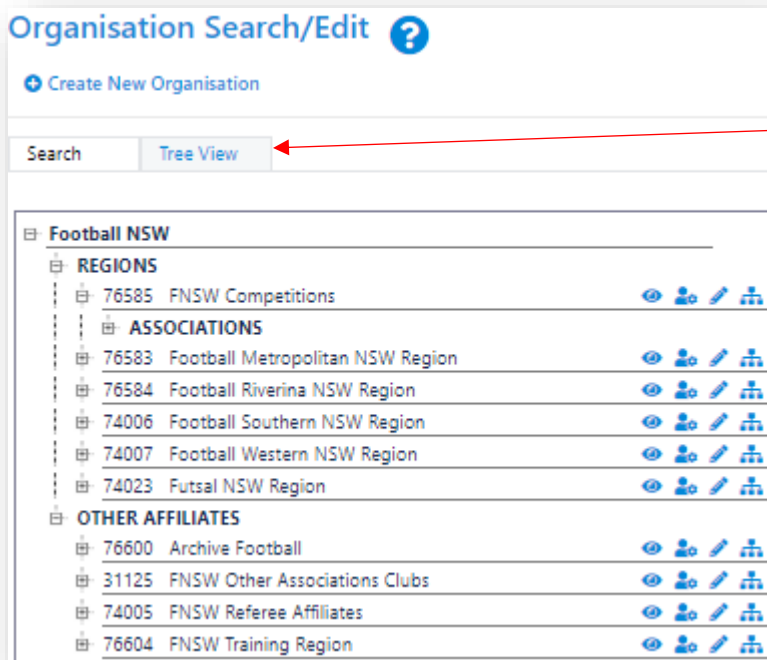 Organisation Search/Edit ?
Create New Organisation
Search Tree View
Football NSW
REGIONS
76585 FNSW Competitions
ASSOCIATIONS
76583 Football Metropolitan NSW Region
76584 Football Riverina NSW Region
74006 Football Southern NSW Region
74007 Football Western NSW Region
74023 Futsal NSW Region
OTHER AFFILIATES
76600 Archive Football
31125 FNSW Other Associations Clubs
74005 FNSW Referee Affiliates
76604 FNSW Training Region